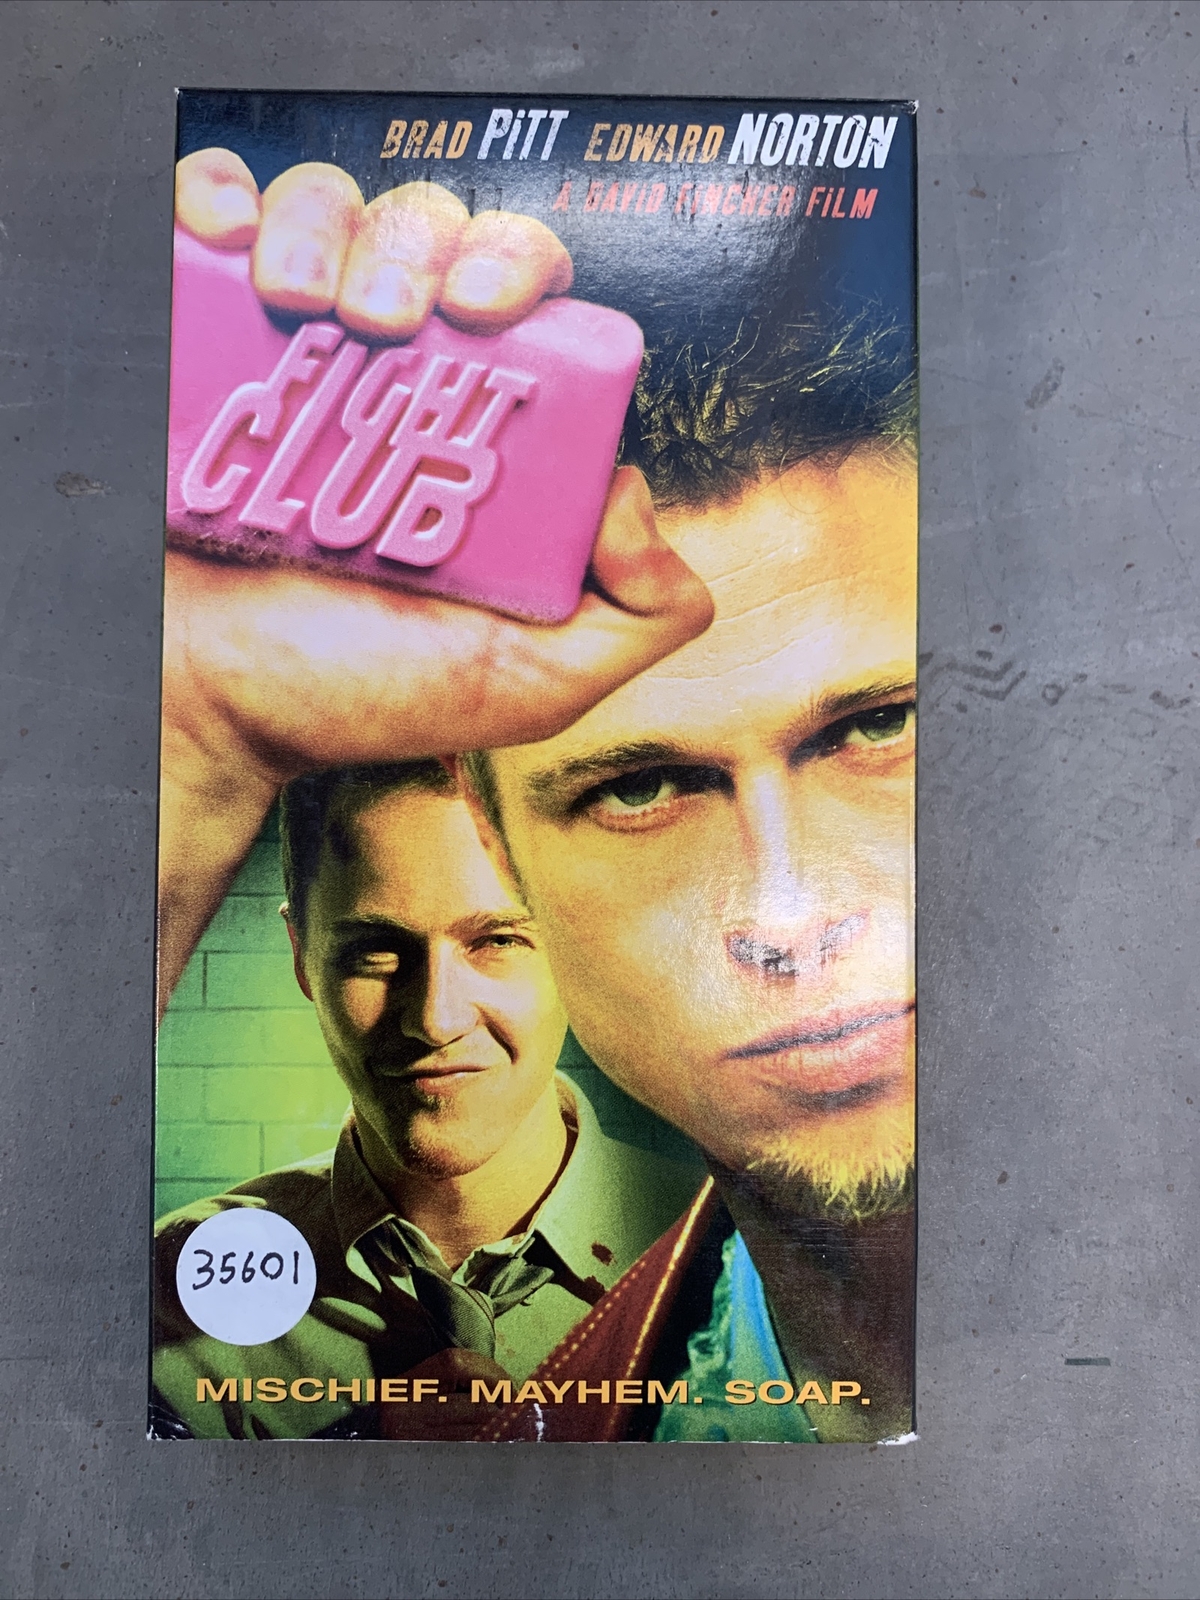 BRAD PiTT EDWARD NORTON
A DAViD FiNCHER FiLM
FIGHT
CLUB
35601
MISCHIEF. MAYHEM. SOAP.